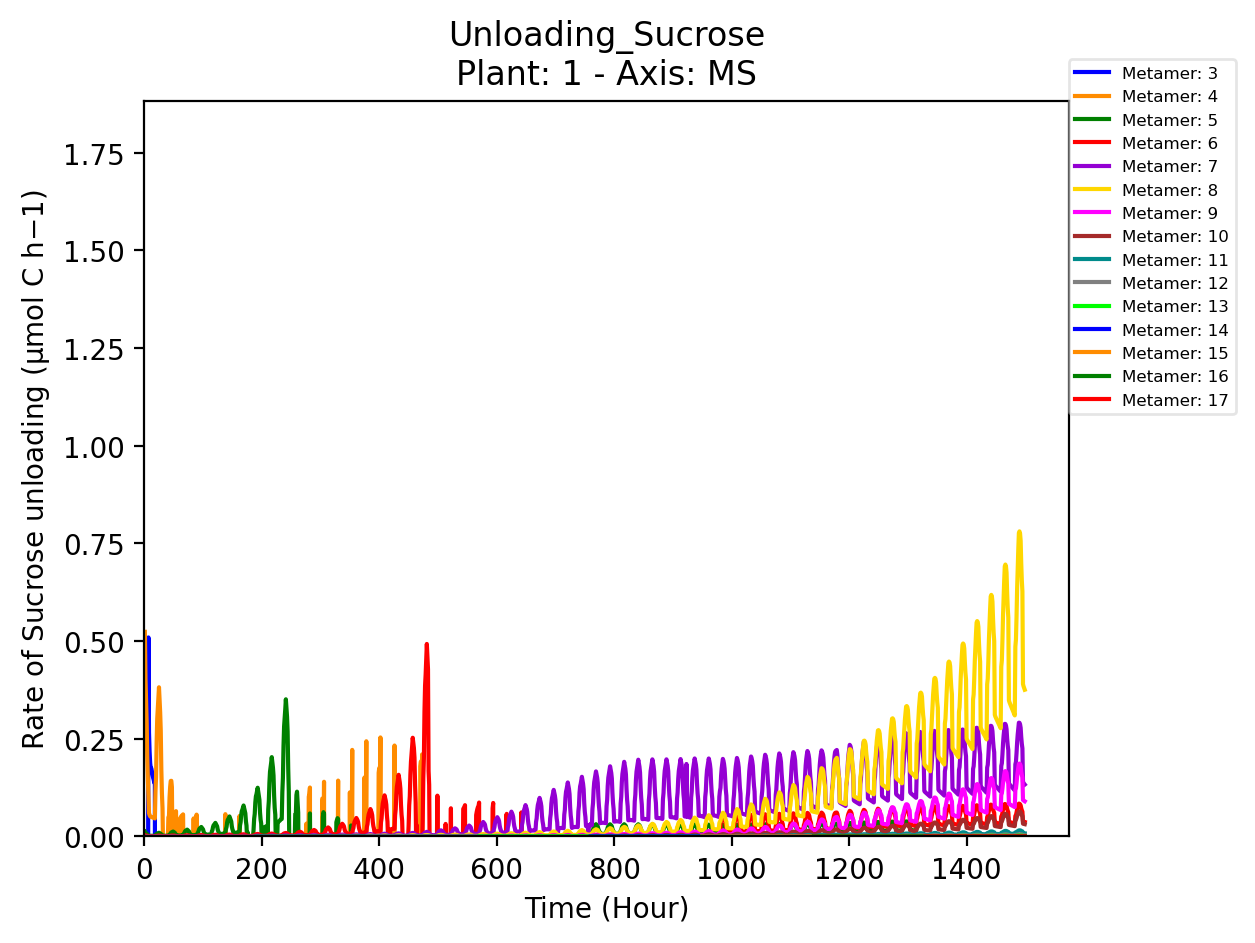 Unloading_Sucrose
Plant: 1 - Axis: MS
Rate of Sucrose unloading (µmol C h−1)
1.75
1.50
1.25
1.00
0.75
0.50
0.25
0.00
0 200 400 600 800 1000 1200 1400
Time (Hour)
Metamer: 3
Metamer: 4
Metamer: 5
Metamer: 6
Metamer: 7
Metamer: 8
Metamer: 9
Metamer: 10
Metamer: 11
Metamer: 12
Metamer: 13
Metamer: 14
Metamer: 15
Metamer: 16
Metamer: 17